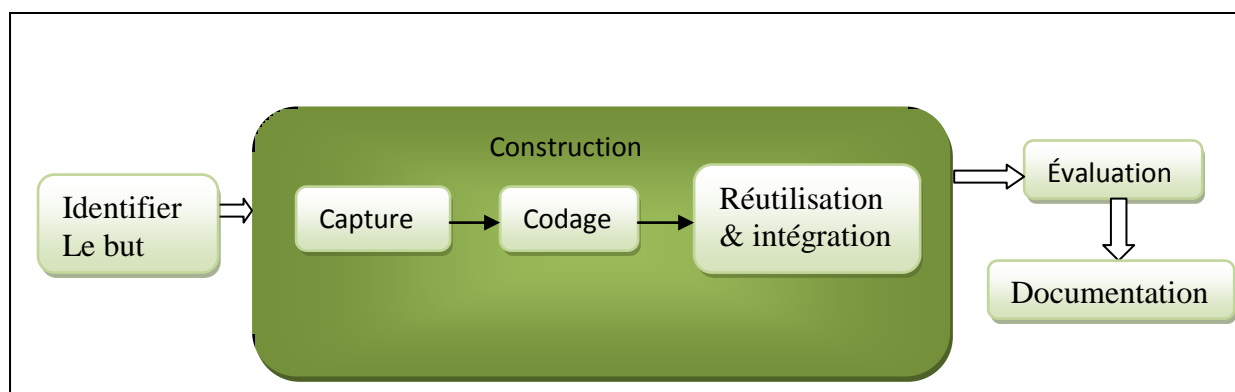 Construction
Identifier
Le but
Capture
Codage
Réutilisation
& intégration
Évaluation
Documentation